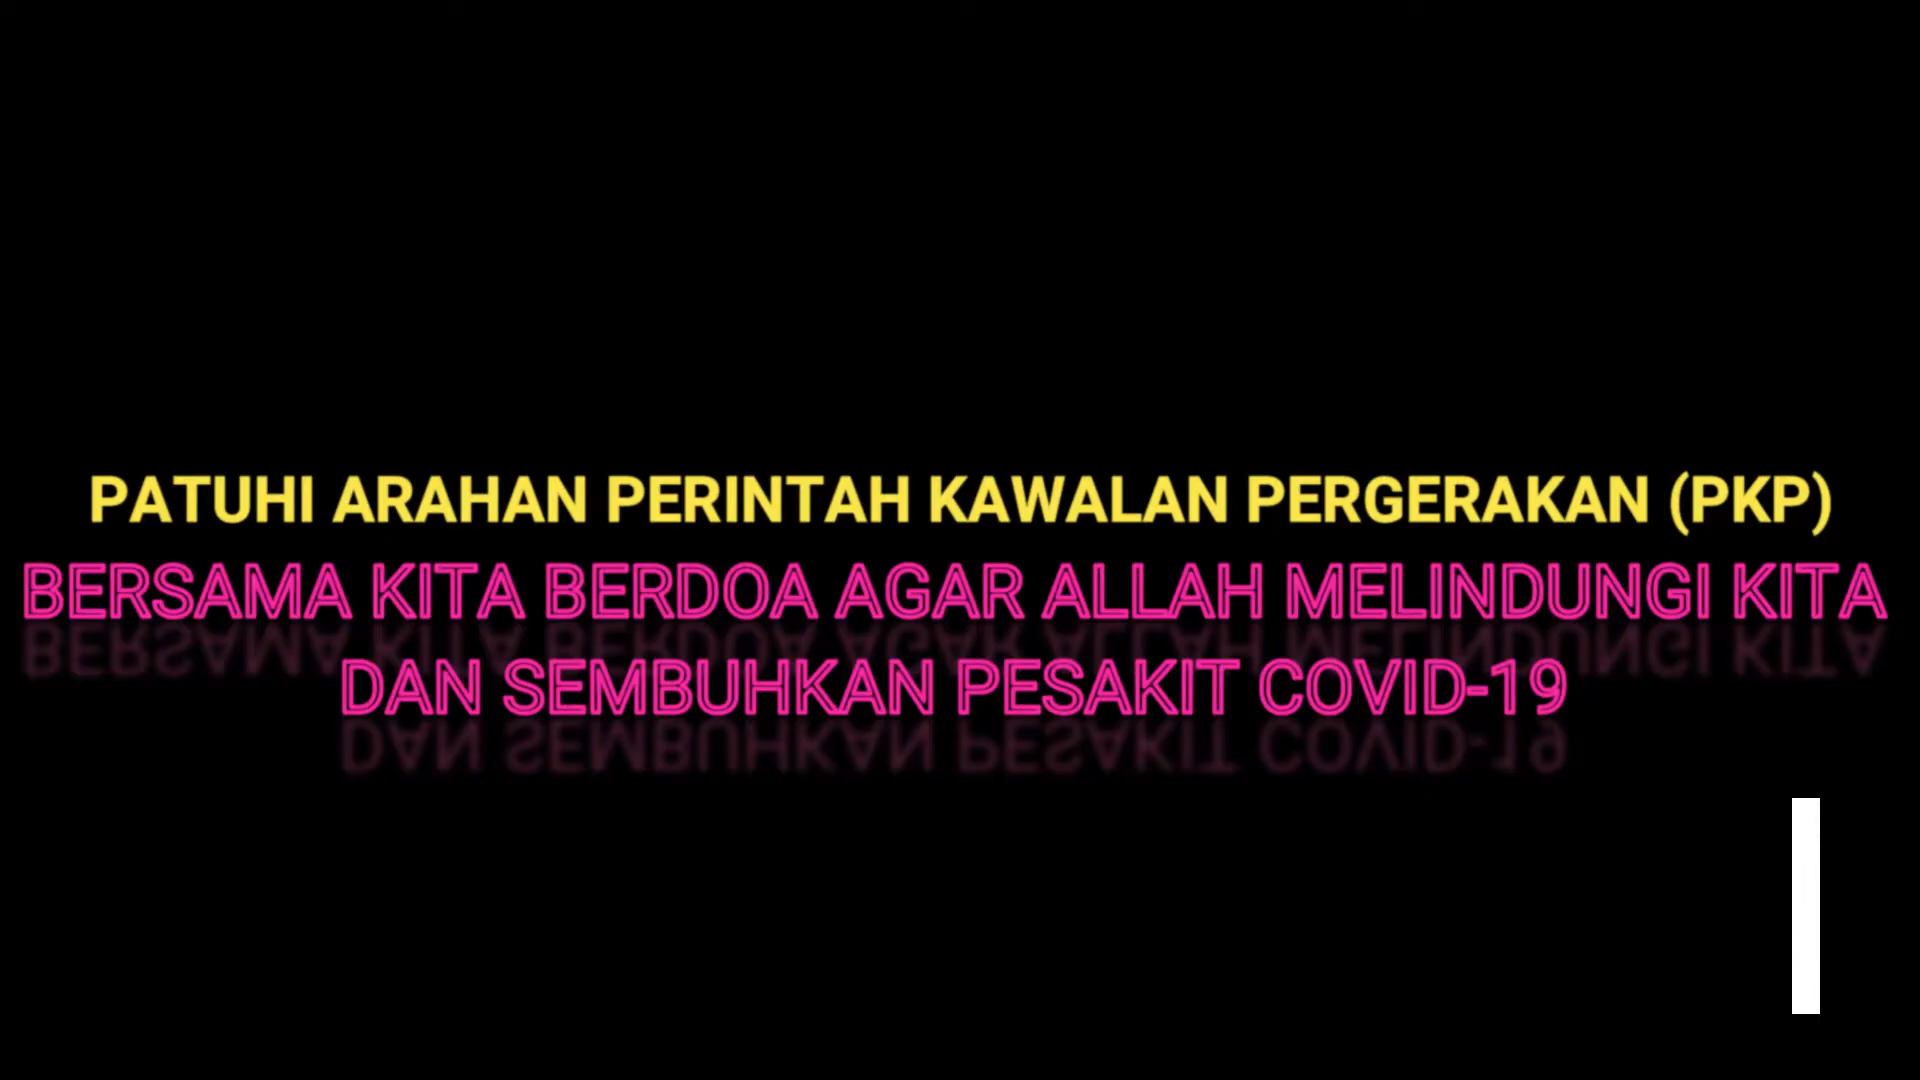 PATUHI ARAHAN PERINTAH KAWALAN PERGERAKAN (PKP)
BERSAMA KITA BERDOA AGAR ALLAH MELINDUNGI KITA
DAN SEMBUHKAN PESAKIT COVID-19